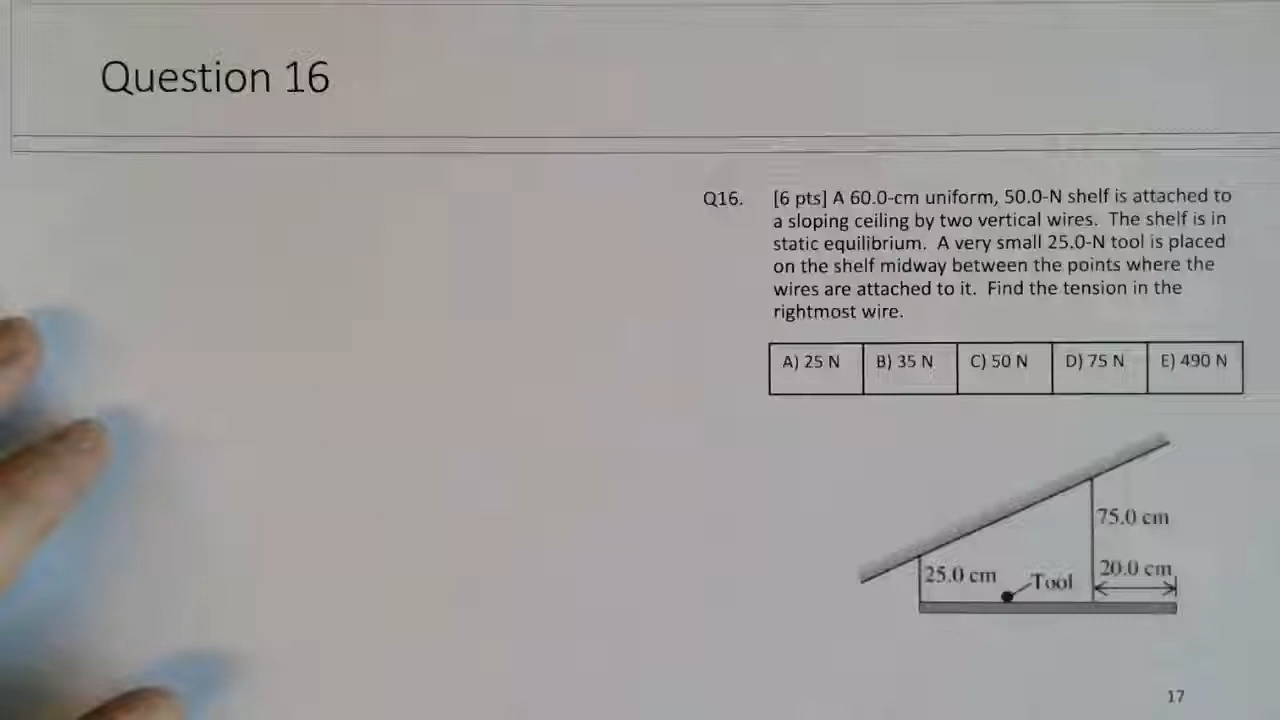 Question 16
Q16. [6 pts] A 60.0-cm uniform, 50.0-N shelf is attached to
a sloping ceiling by two vertical wires. The shelf is in
static equilibrium. A very small 25.0-N tool is placed
on the shelf midway between the points where the
wires are attached to it. Find the tension in the
rightmost wire.
A) 25 N B) 35 N C) 50 N D) 75 N E) 490 N
75.0 cm
25.0 cm Tool 20.0 cm
17